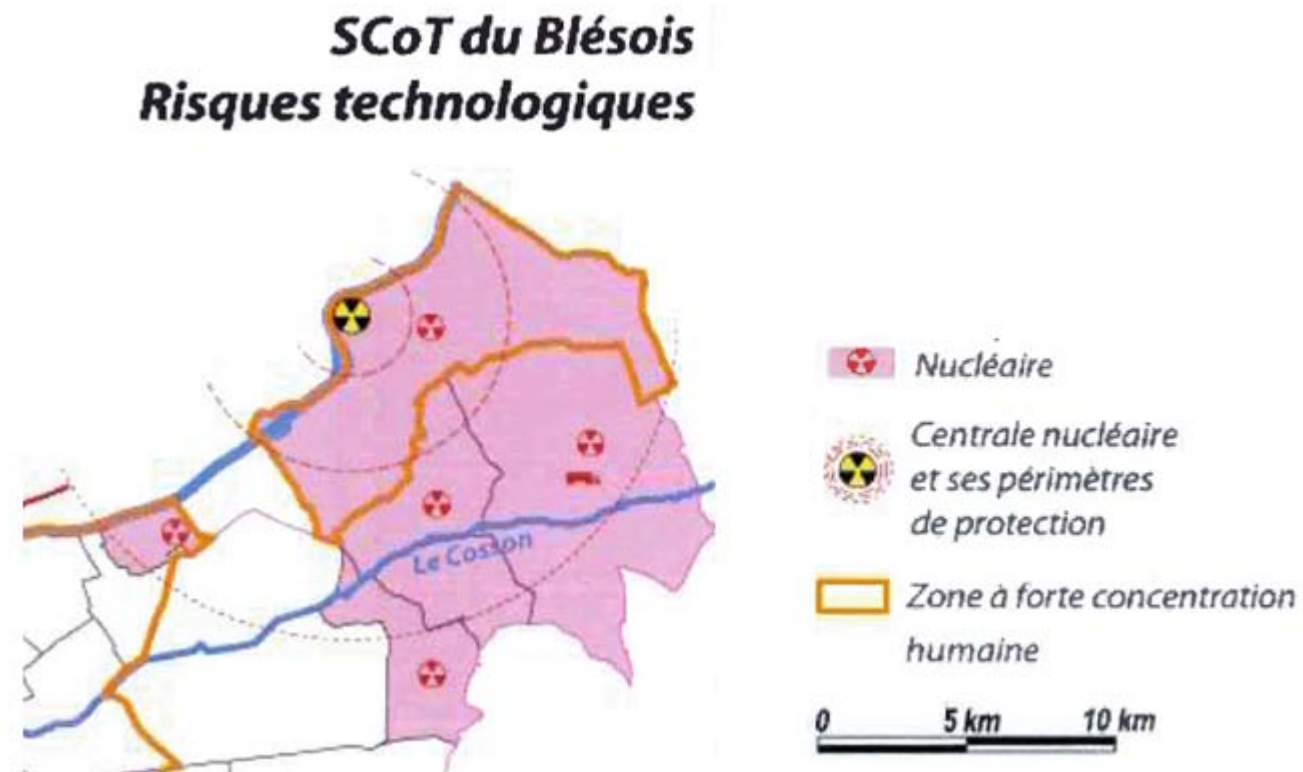 SCoT du Blésois
Risques technologiques
Le Cosson
Nucléaire
Centrale nucléaire
et ses périmètres
de protection
Zone à forte concentration
humaine
0 5 km 10 km